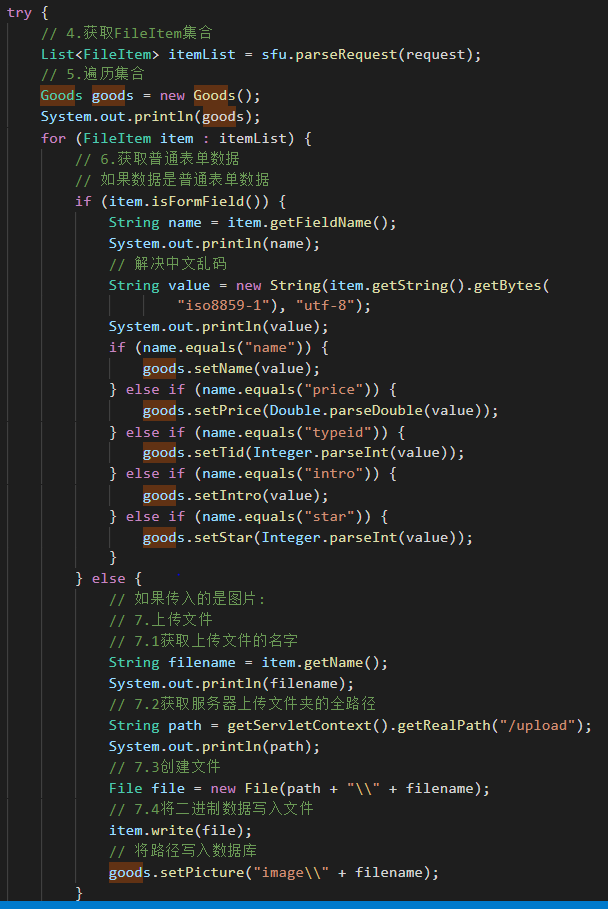 try {
// 4.获取FileItem集合
List<FileItem> itemList = sfu.parseRequest(request);
// 5.遍历集合
Goods goods = new Goods();
System.out.println(goods);
for (FileItem item : itemList) {
// 6.获取普通表单数据
// 如果数据是普通表单数据
if (item.isFormField()) {
String name = item.getFieldName();
System.out.println(name);
// 解决中文乱码
String value = new String(item.getString().getBytes(
"iso8859-1"), "utf-8");
System.out.println(value);
if (name.equals("name")) {
goods.setName(value);
} else if (name.equals("price")) {
goods.setPrice(Double.parseDouble(value));
} else if (name.equals("typeid")) {
goods.setTid(Integer.parseInt(value));
} else if (name.equals("intro")) {
goods.setIntro(value);
} else if (name.equals("star")) {
goods.setStar(Integer.parseInt(value));
}
} else {
// 如果传入的是图片:
// 7.上传文件
// 7.1获取上传文件的名字
String filename = item.getName();
System.out.println(filename);
// 7.2获取服务器上传文件夹的全路径
String path = getServletContext().getRealPath("/upload");
System.out.println(path);
// 7.3创建文件
File file = new File(path + "\\" + filename);
// 7.4将二进制数据写入文件
item.write(file);
// 将路径写入数据库
goods.setPicture("image\\" + filename);
}